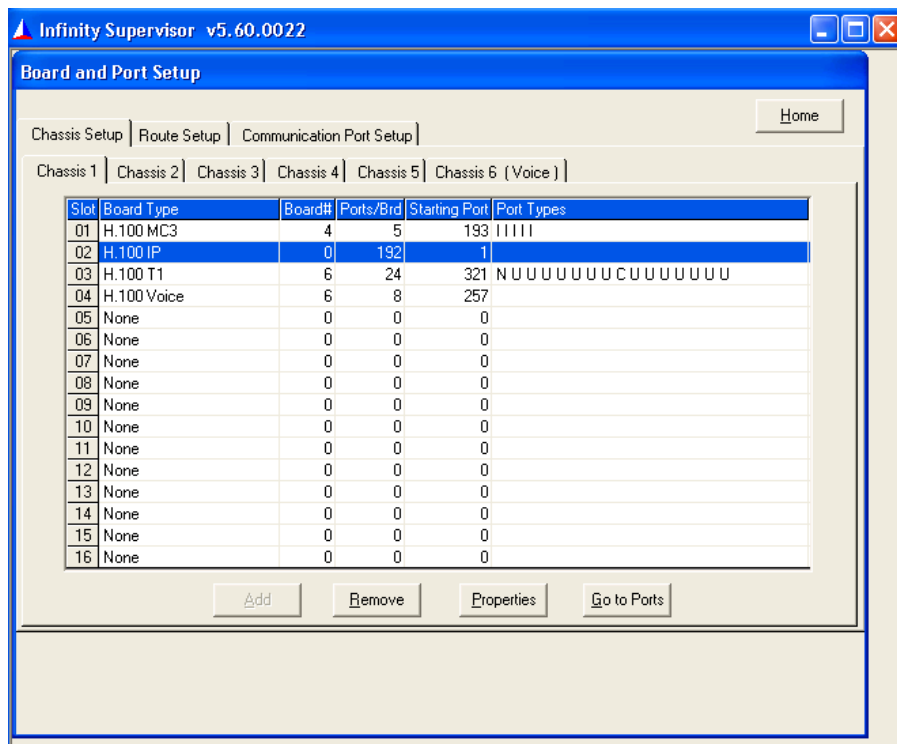 Infinity Supervisor v5.60.0022
Board and Port Setup
Home
Chassis Setup Route Setup Communication Port Setup
Chassis 1 Chassis 2 Chassis 3 Chassis 4 Chassis 5 Chassis 6 ( Voice )
Slot Board Type Board# Ports/Brd Starting Port Port Types
01 H.100 MC3 4 5 193 I I I I I
02 H.100 IP 0 192 1
03 H.100 T1 6 24 321 N U U U U U U U C U U U U U U U
04 H.100 Voice 6 8 257
05 None 0 0 0
06 None 0 0 0
07 None 0 0 0
08 None 0 0 0
09 None 0 0 0
10 None 0 0 0
11 None 0 0 0
12 None 0 0 0
13 None 0 0 0
14 None 0 0 0
15 None 0 0 0
16 None 0 0 0
Add Remove Properties Go to Ports